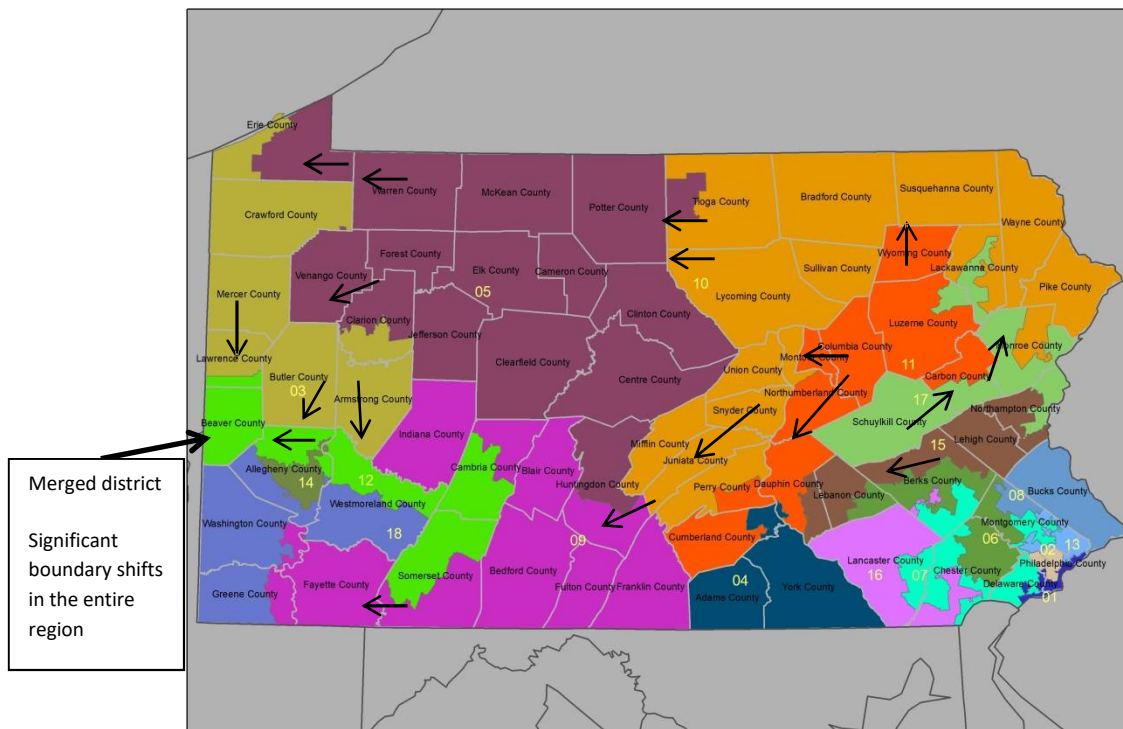 Erie County
Warren County
McKean County
Potter County
Tioga County
Bradford County
Susquehanna County
Wayne County
Crawford County
Wyoming County
Lackawanna County
Forest County
Venango County
Elk County
Cameron County
Sullivan County
Pike County
05
10
Lycoming County
Mercer County
Clarion County
Clinton County
Luzerne County
Jefferson County
Columbia County
Lawrence County
Monroe County
Clearfield County
Montour County
11
Butler County
Centre County
Union County
Carbon County
03
Armstrong County
Northumberland County
17
Snyder County
Northampton County
Beaver County
Schuylkill County
Indiana County
Mifflin County
Lehigh County
15
Allegheny County
Cambria County
Blair County
Juniata County
14
12
Berks County
Perry County
Dauphin County
Lebanon County
08
Bucks County
Huntingdon County
Westmoreland County
Montgomery County
Washington County
18
09
Cumberland County
06
02
13
Lancaster County
Philadelphia County
16
07
Chester County
Somerset County
Bedford County
04
Delaware County
Fayette County
Fulton County
Franklin County
Adams County
York County
Greene County
01
Merged district
Significant
boundary shifts
in the entire
region